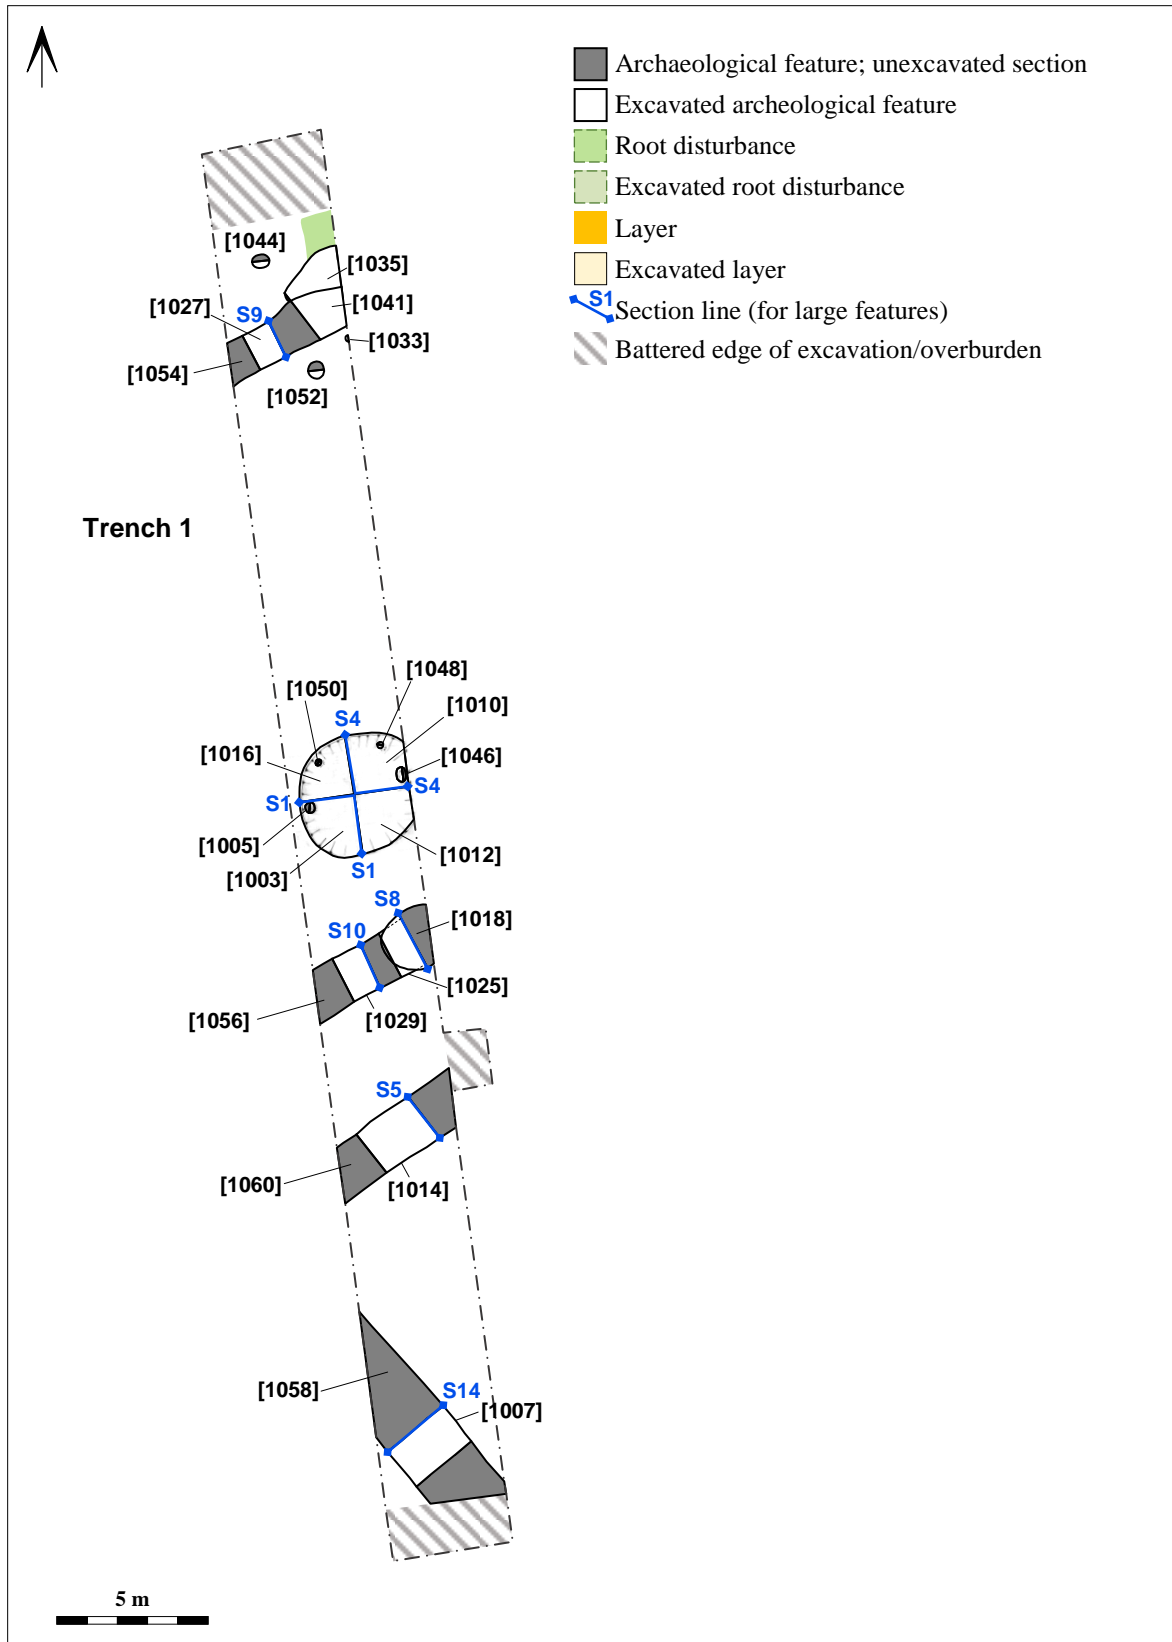 Archaeological feature; unexcavated section
Excavated archeological feature
Root disturbance
Excavated root disturbance
Layer
Excavated layer
S1
Section line (for large features)
Battered edge of excavation/overburden
[1044]
[1035]
[1027]
S9
[1041]
[1033]
[1054]
[1052]
Trench 1
[1048]
[1050]
[1010]
S4
[1016]
[1046]
S4
S1
[1005]
[1012]
S1
[1003]
S8
[1018]
S10
[1025]
[1056]
[1029]
S5
[1060]
[1014]
[1058]
S14
[1007]
5 m